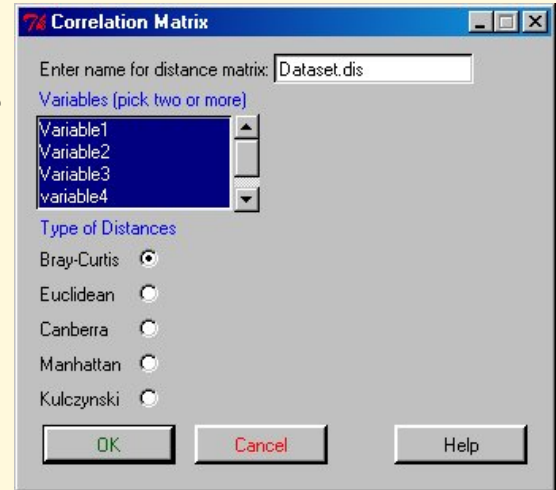 Correlation Matrix
Enter name for distance matrix: Dataset.dis
Variables (pick two or more)
Variable1
Variable2
Variable3
variable4
Type of Distances
Bray-Curtis
Euclidean
Canberra
Manhattan
Kulczynski
OK Cancel Help